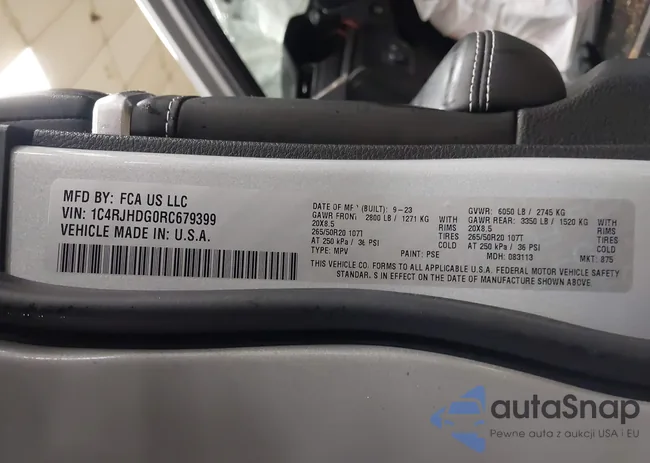 MFD BY: FCA US LLC
VIN: 1C4RJHDG0RC679399
VEHICLE MADE IN: U.S.A.
DATE OF MFR (BUILT): 9-23 GVWR: 6050 LB / 2745 KG
GAWR FRONT 2800 LB / 1271 KG WITH GAWR REAR: 3350 LB / 1520 KG WITH
20X8.5 RIMS 20X8.5 RIMS
265/50R20 107T TIRES 265/50R20 107T TIRES
AT 250 kPa / 36 PSI COLD AT 250 kPa / 36 PSI COLD
TYPE: MPV PAINT: PSE MDH: 083113 MKT: 875
THIS VEHICLE CO. FORMS TO ALL APPLICABLE U.S.A. FEDERAL MOTOR VEHICLE SAFETY
STANDAR. S IN EFFECT ON THE DATE OF MANUFACTURE SHOWN ABOVE.
autaSnap
Pewne auta z aukcji USA i EU